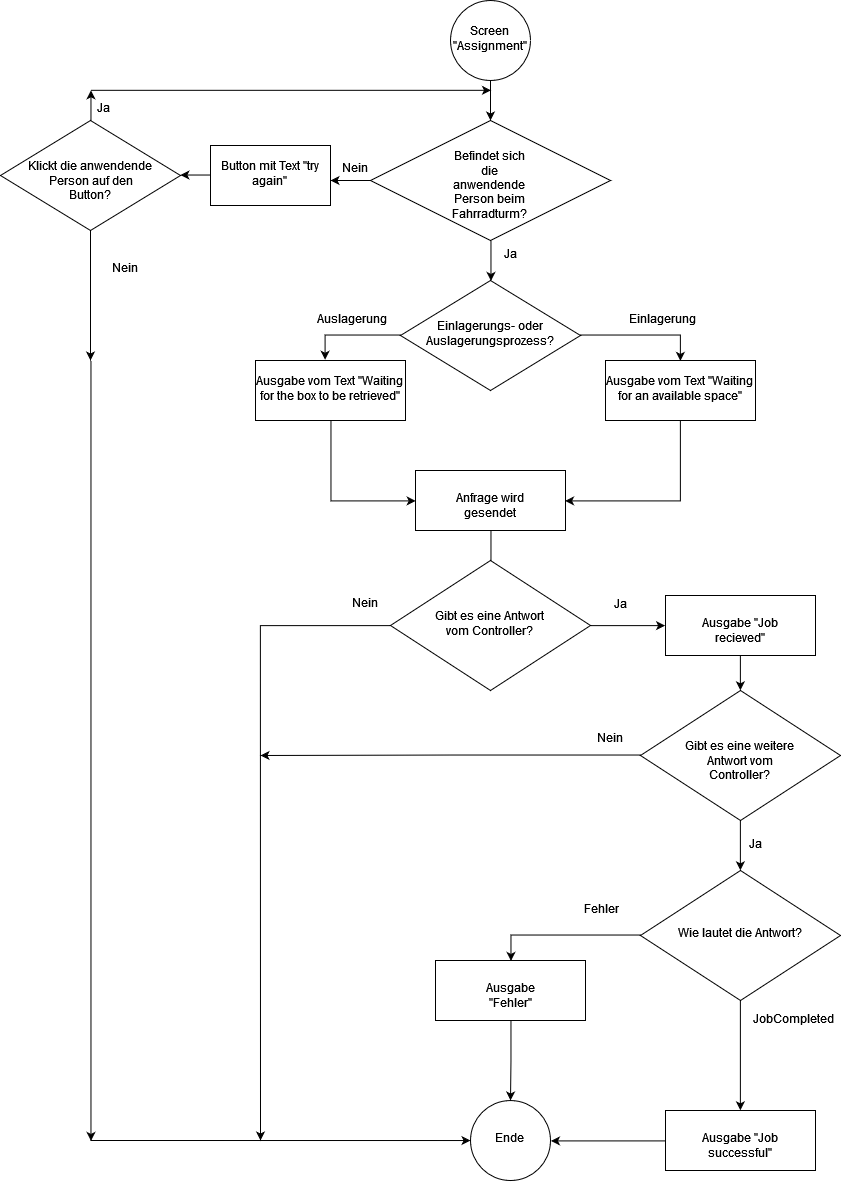 Screen
"Assignment"
Ja
Klickt die anwendende
Person auf den
Button?
Button mit Text "try
again"
Nein
Befindet sich
die
anwendende
Person beim
Fahrradturm?
Nein
Ja
Auslagerung
Einlagerungs- oder
Auslagerungsprozess?
Einlagerung
Ausgabe vom Text "Waiting
for the box to be retrieved"
Ausgabe vom Text "Waiting
for an available space"
Anfrage wird
gesendet
Nein
Gibt es eine Antwort
vom Controller?
Ja
Ausgabe "Job
recieved"
Nein
Gibt es eine weitere
Antwort vom
Controller?
Ja
Fehler
Wie lautet die Antwort?
Ausgabe
"Fehler"
JobCompleted
Ende
Ausgabe "Job
successful"